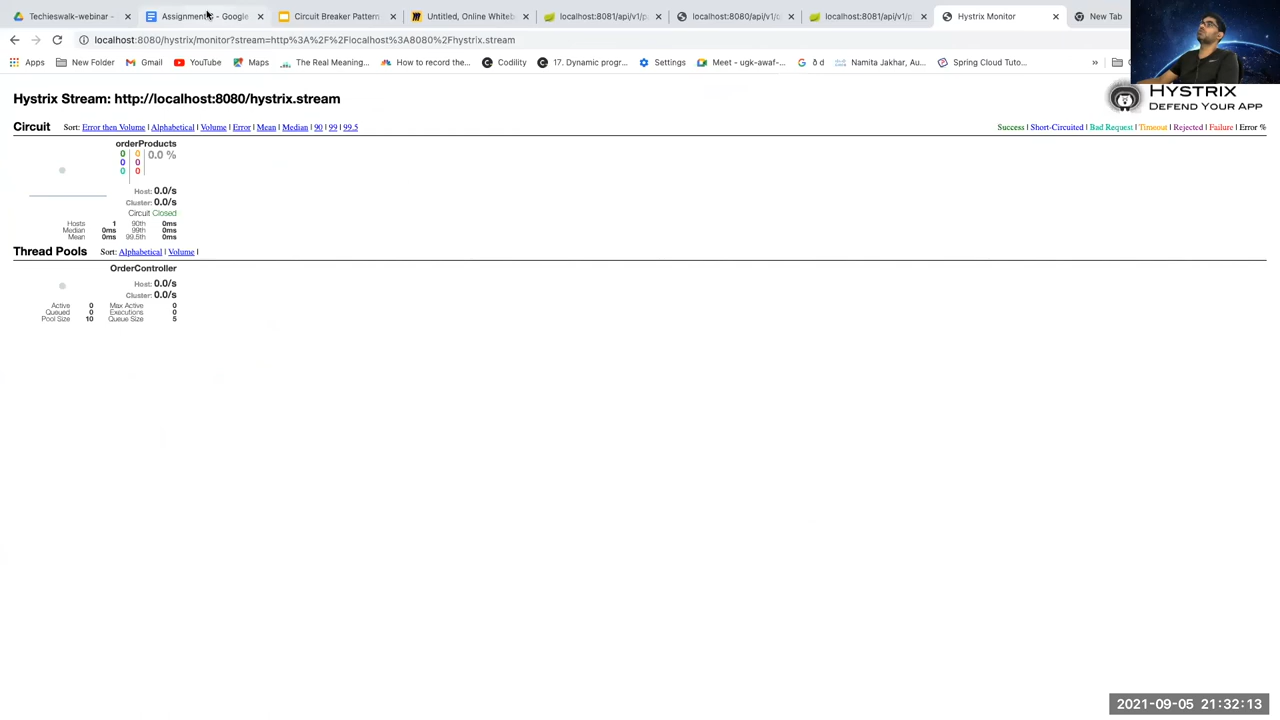 Techieswalk-webinar -
Assignment - Google
Circuit Breaker Pattern
Untitled, Online Whiteb
localhost:8081/api/v1/p
localhost:8080/api/v1/o
localhost:8081/api/v1/p
Hystrix Monitor
New Tab
localhost:8080/hystrix/monitor?stream=http%3A%2F%2Flocalhost%3A8080%2Fhystrix.stream
Apps
New Folder
Gmail
YouTube
Maps
The Real Meaning...
How to record the...
Codility
17. Dynamic progr...
Settings
Meet - ugk-awaf-...
Namita Jakhar, Au...
Spring Cloud Tuto...
»
Hystrix Stream: http://localhost:8080/hystrix.stream
HYSTRIX
DEFEND YOUR APP
Circuit Sort: Error then Volume | Alphabetical | Volume | Error | Mean | Median | 90 | 99 | 99.5
Success | Short-Circuited | Bad Request | Timeout | Rejected | Failure | Error %
orderProducts
0 0 0.0 %
0 0
0 0
Host: 0.0/s
Cluster: 0.0/s
Circuit Closed
Hosts 1 90th 0ms
Median 0ms 99th 0ms
Mean 0ms 99.5th 0ms
Thread Pools Sort: Alphabetical | Volume |
OrderController
Host: 0.0/s
Cluster: 0.0/s
Active 0 Max Active 0
Queued 0 Executions 0
Pool Size 10 Queue Size 5
2021-09-05 21:32:13